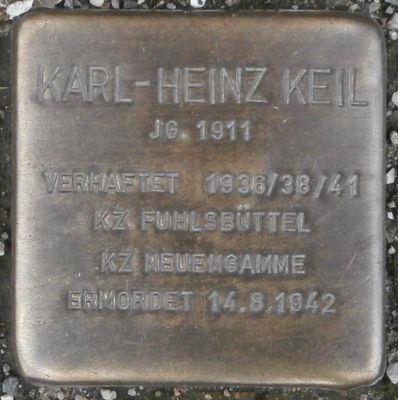 KARL-HEINZ KEIL
JG. 1911
VERHAFTET 1936/38/41
KZ FUHLSBÜTTEL
KZ NEUENGAMME
ERMORDET 14.8.1942